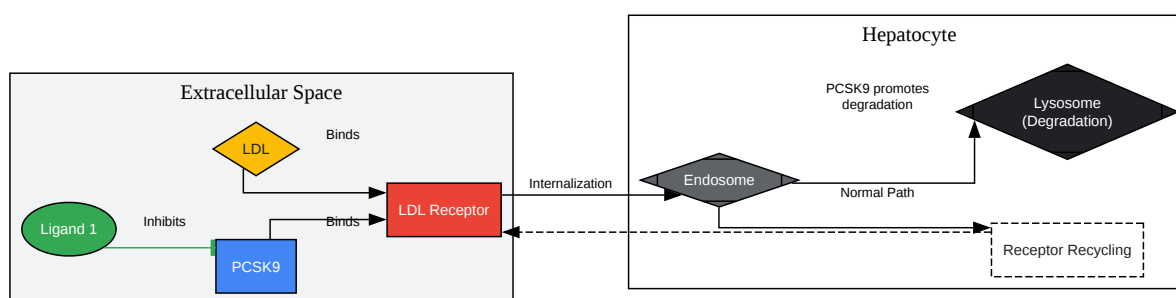 Extracellular Space
Hepatocyte
LDL
Binds
Ligand 1
Inhibits
PCSK9
Binds
LDL Receptor
Internalization
Endosome
Normal Path
PCSK9 promotes
degradation
Lysosome
(Degradation)
Receptor Recycling